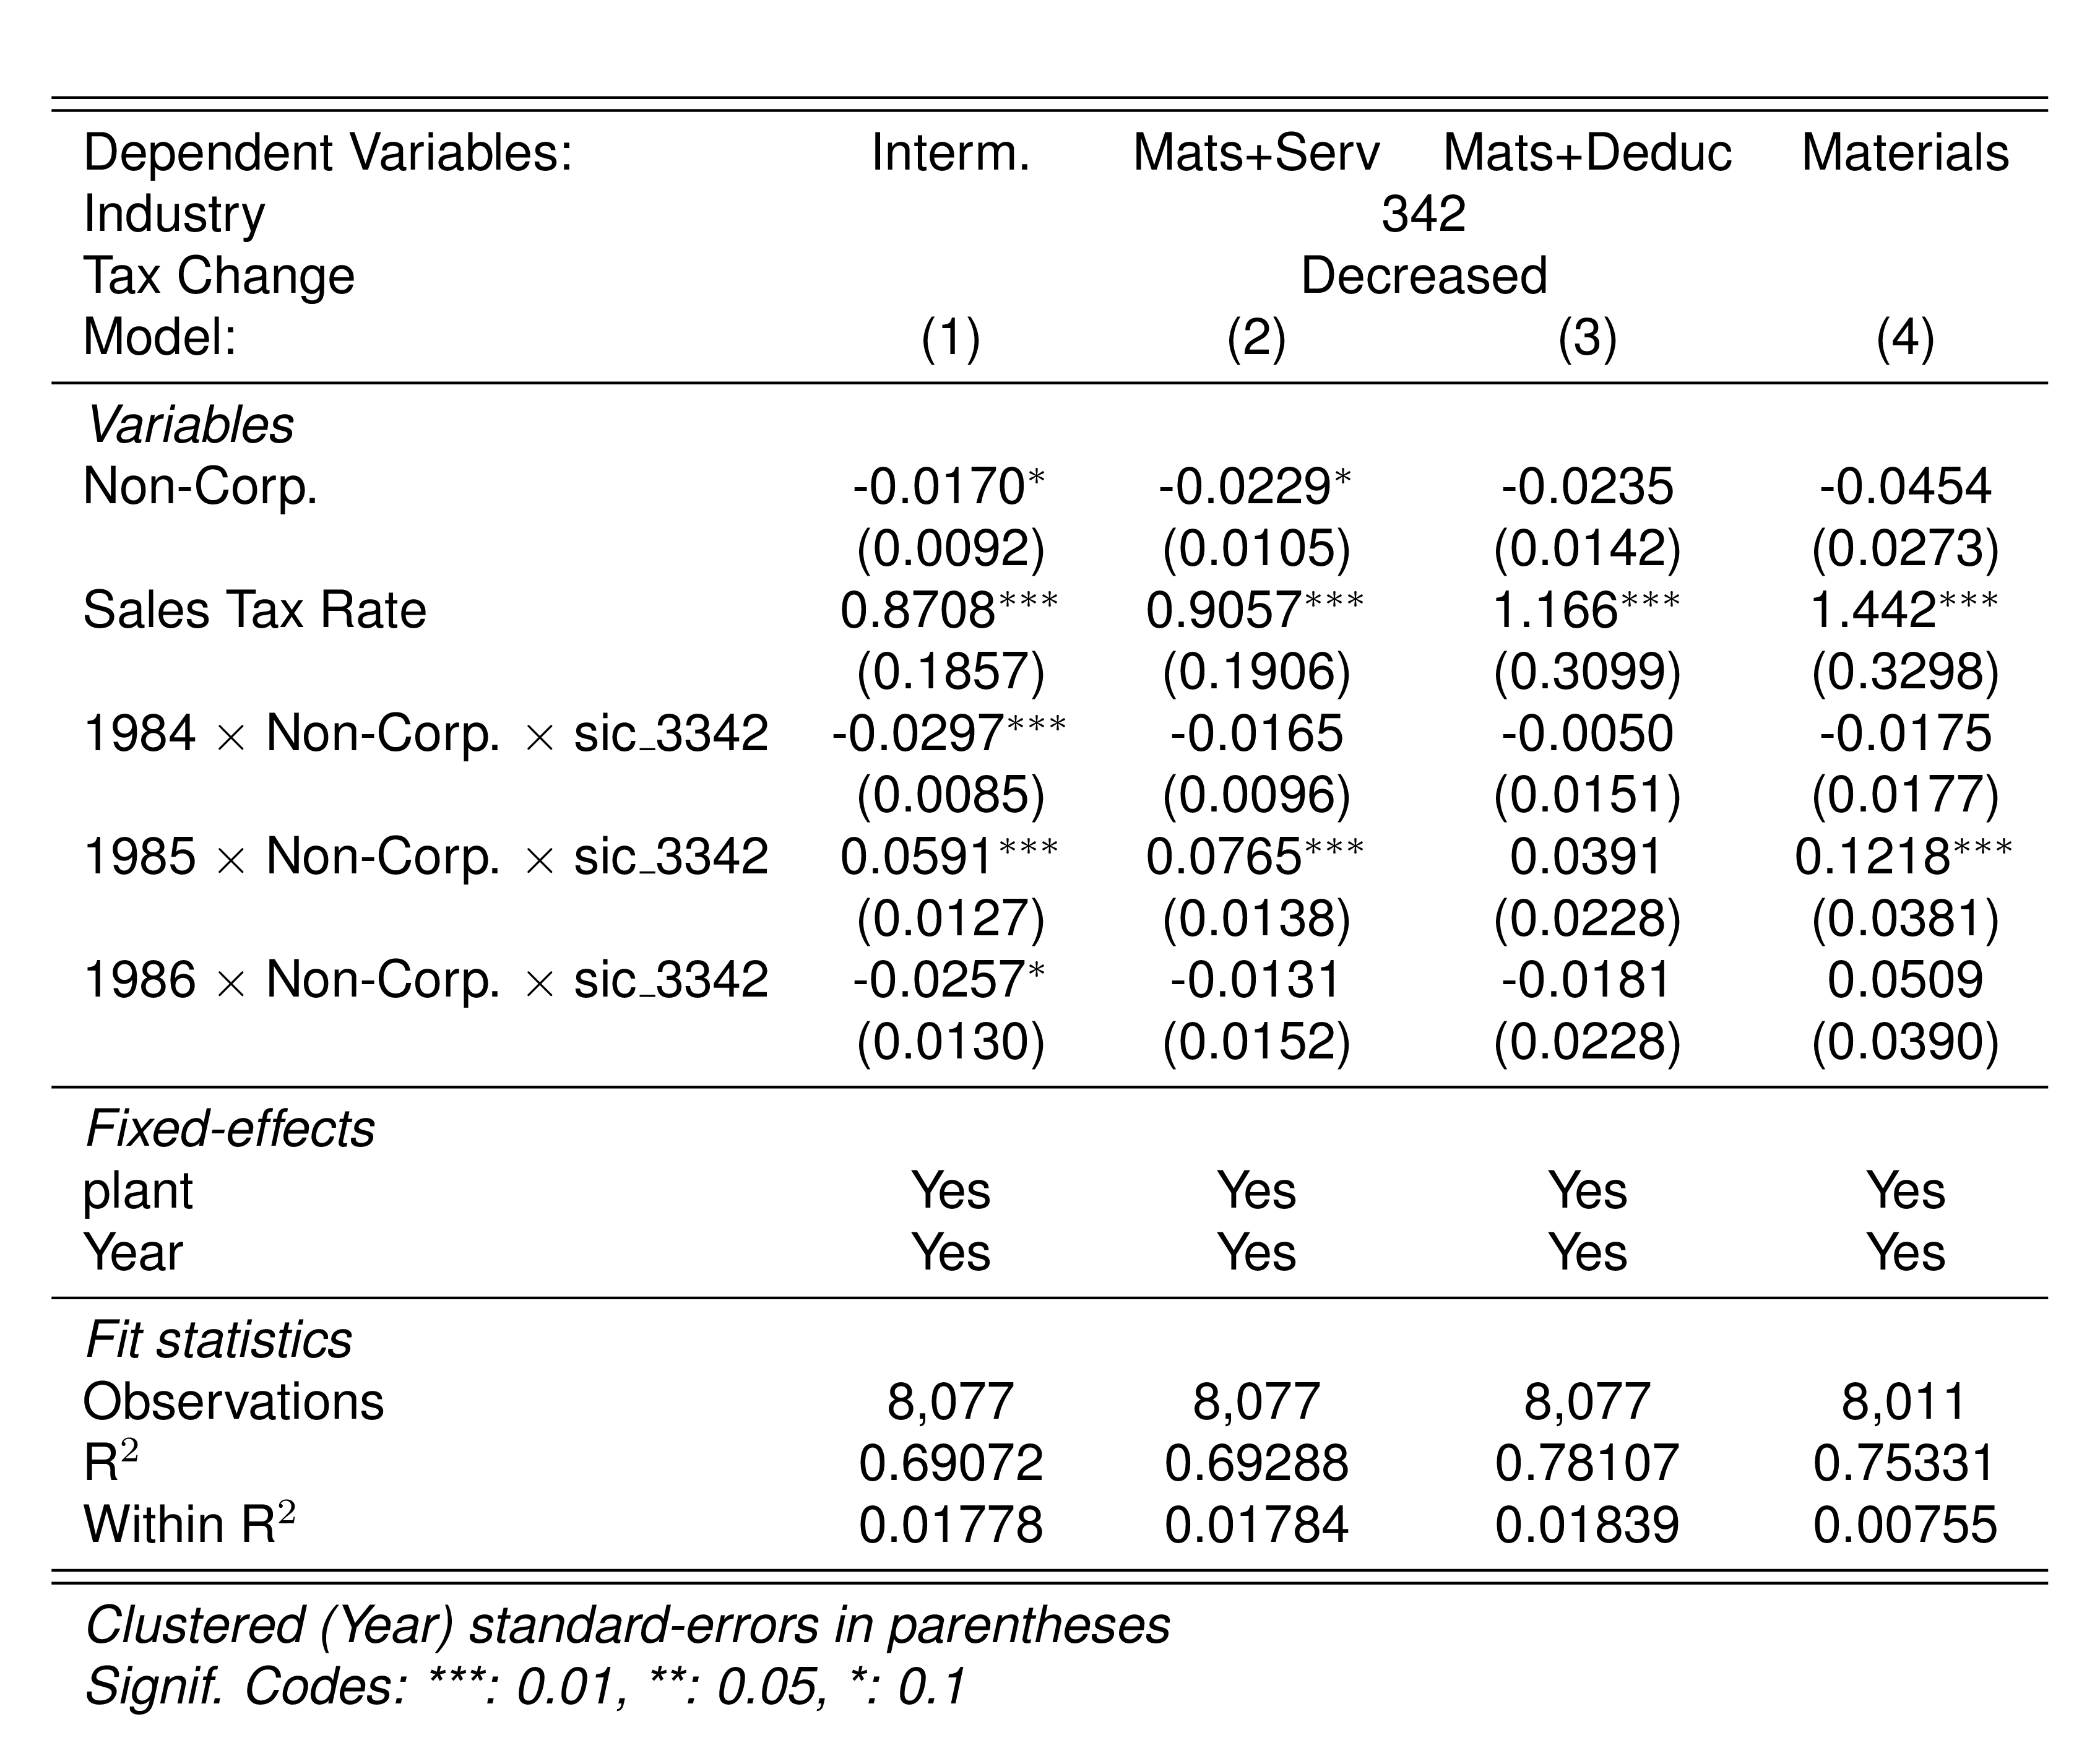 Dependent Variables: Interm. Mats+Serv Mats+Deduc Materials
Industry 342
Tax Change Decreased
Model: (1) (2) (3) (4)
Variables
Non-Corp. -0.0170* -0.0229* -0.0235 -0.0454
(0.0092) (0.0105) (0.0142) (0.0273)
Sales Tax Rate 0.8708*** 0.9057*** 1.166*** 1.442***
(0.1857) (0.1906) (0.3099) (0.3298)
1984 × Non-Corp. × sic_3342 -0.0297*** -0.0165 -0.0050 -0.0175
(0.0085) (0.0096) (0.0151) (0.0177)
1985 × Non-Corp. × sic_3342 0.0591*** 0.0765*** 0.0391 0.1218***
(0.0127) (0.0138) (0.0228) (0.0381)
1986 × Non-Corp. × sic_3342 -0.0257* -0.0131 -0.0181 0.0509
(0.0130) (0.0152) (0.0228) (0.0390)
Fixed-effects
plant Yes Yes Yes Yes
Year Yes Yes Yes Yes
Fit statistics
Observations 8,077 8,077 8,077 8,011
R² 0.69072 0.69288 0.78107 0.75331
Within R² 0.01778 0.01784 0.01839 0.00755
Clustered (Year) standard-errors in parentheses
Signif. Codes: ***: 0.01, **: 0.05, *: 0.1